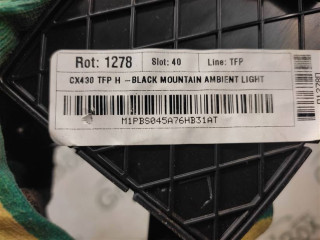 Rot: 1278
Slot: 40
Line: TFP
CX430 TFP H -BLACK MOUNTAIN AMBIENT LIGHT
M1PBS045A76HB31AT